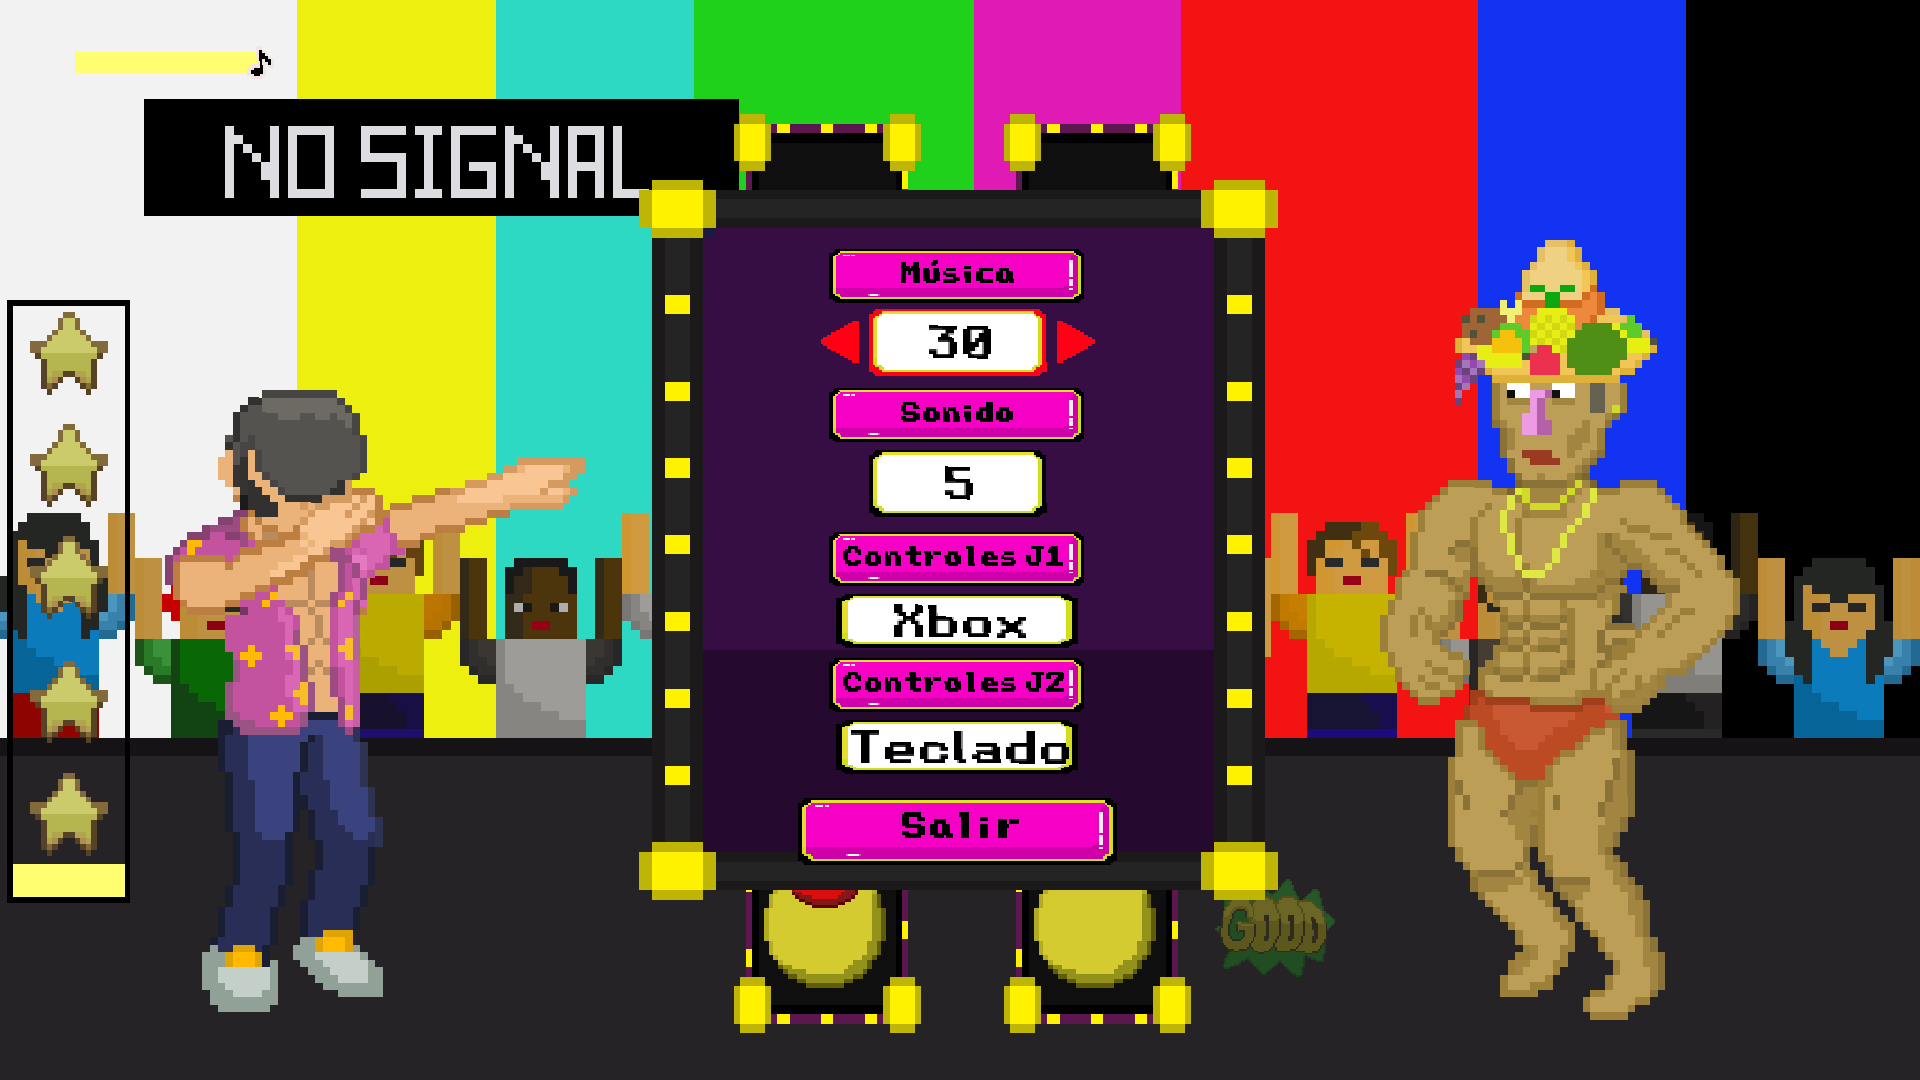 NO SIGNAL
Música
30
Sonido
5
Controles J1
Xbox
Controles J2
Teclado
Salir
GOOD